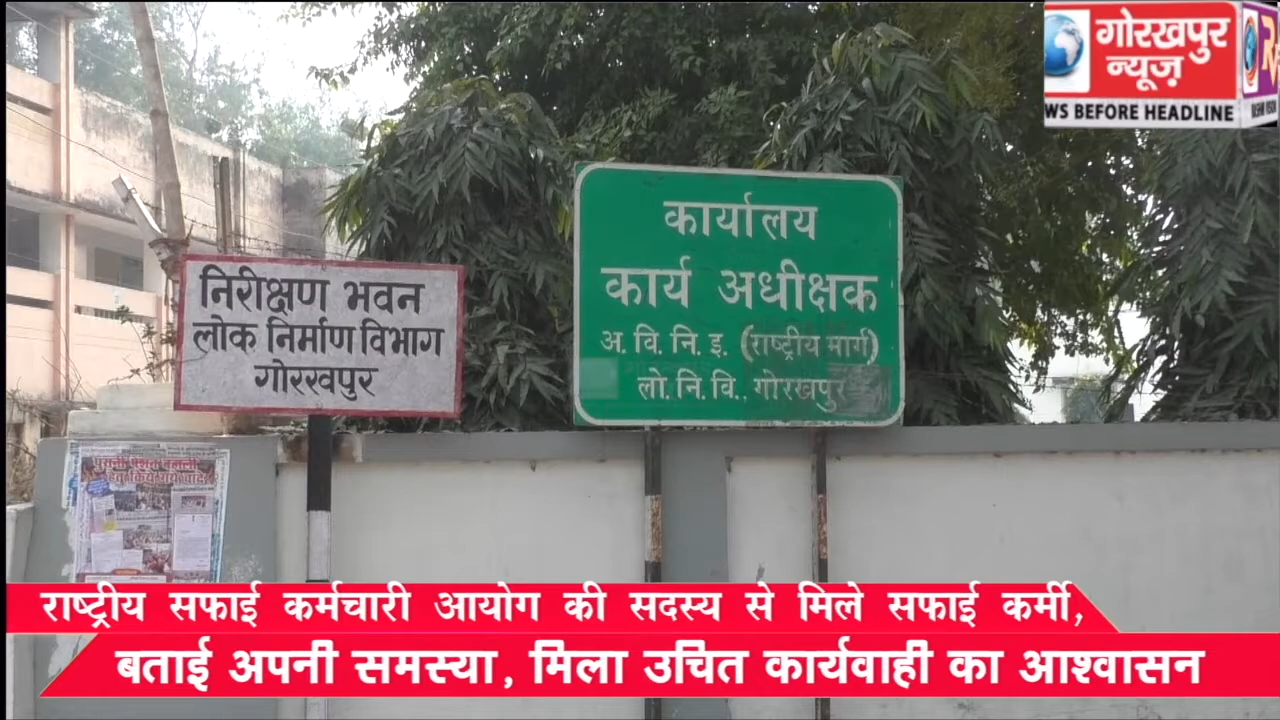 गोरखपुर
न्यूज़
WS BEFORE HEADLINE
कार्यालय
कार्य अधीक्षक
अ. वि. नि. इ. (राष्ट्रीय मार्ग)
लो. नि. वि., गोरखपुर
निरीक्षण भवन
लोक निर्माण विभाग
गोरखपुर
राष्ट्रीय सफाई कर्मचारी आयोग की सदस्य से मिले सफाई कर्मी,
बताई अपनी समस्या, मिला उचित कार्यवाही का आश्वासन